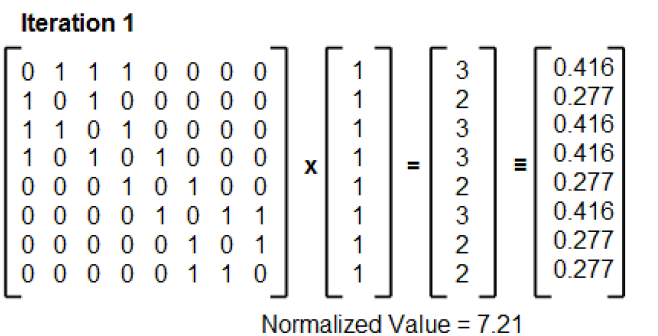 Iteration 1
0 1 1 1 0 0 0 0 1 3 0.416
1 0 1 0 0 0 0 0 1 2 0.277
1 1 0 1 0 0 0 0 1 3 0.416
1 0 1 0 1 0 0 0 1 3 0.416
0 0 0 1 0 1 0 0 x 1 = 2 ≡ 0.277
0 0 0 0 1 0 1 1 1 3 0.416
0 0 0 0 0 1 0 1 1 2 0.277
0 0 0 0 0 1 1 0 1 2 0.277
Normalized Value = 7.21